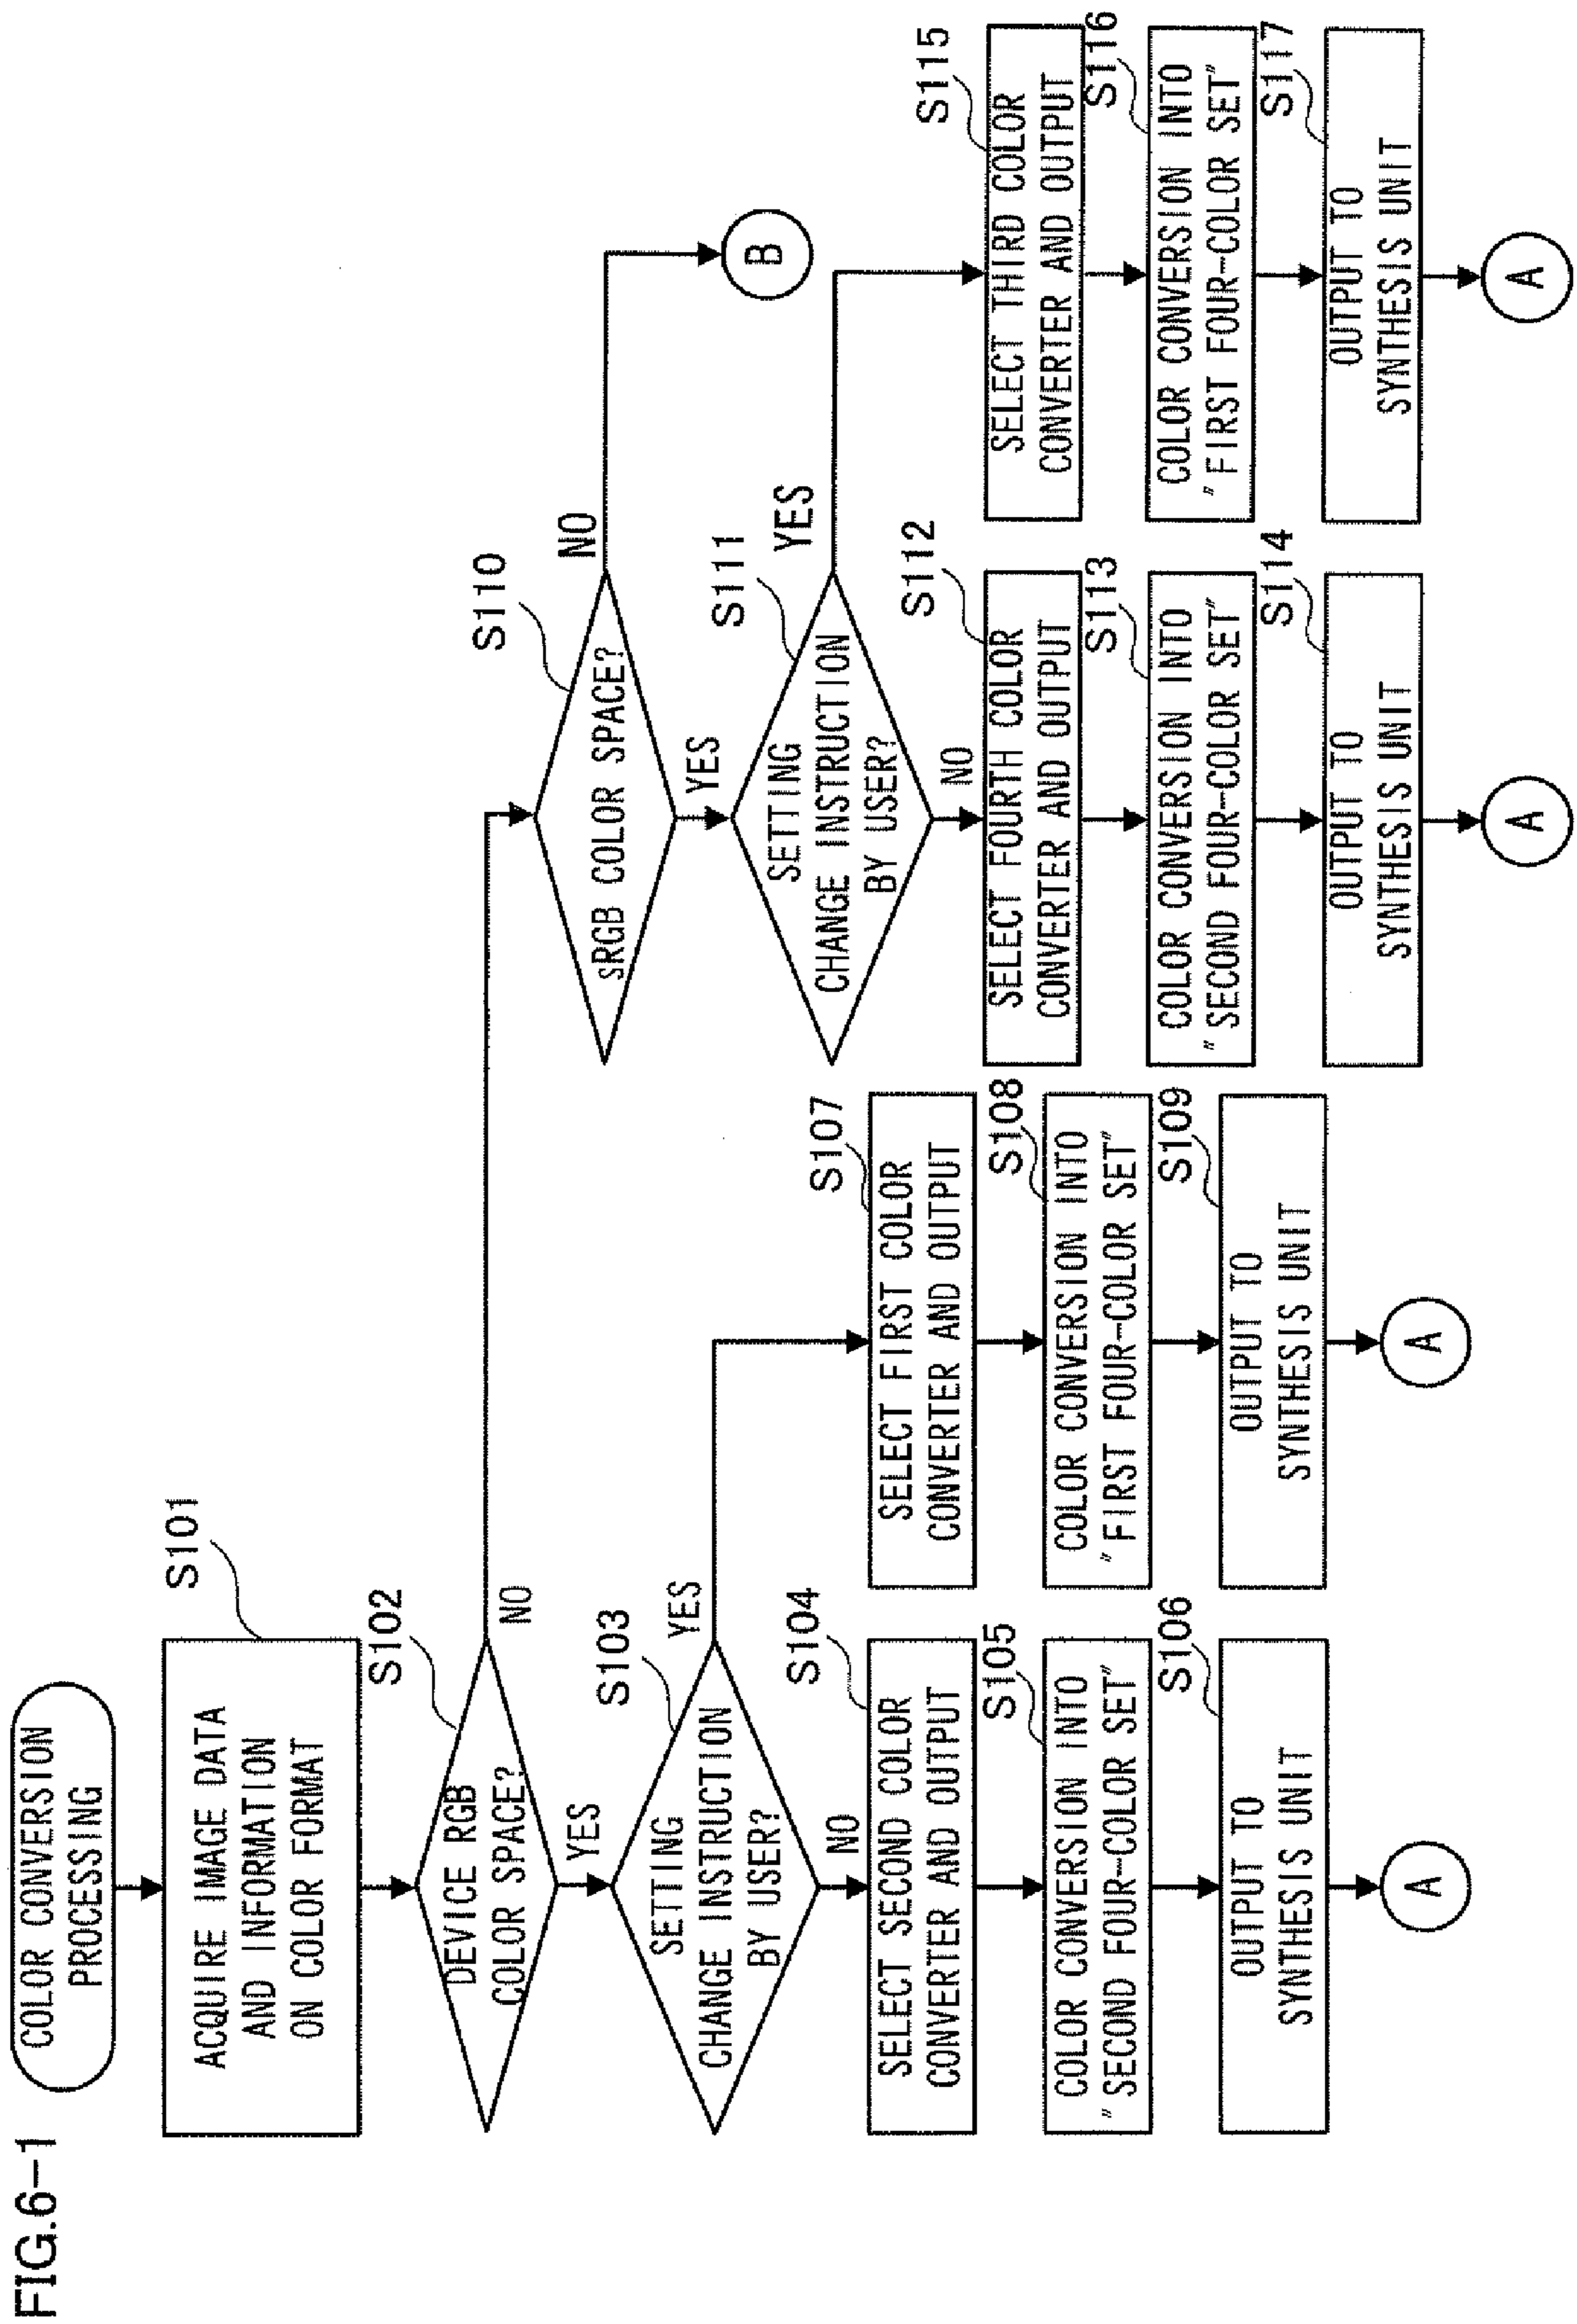 FIG.6-1
COLOR CONVERSION
PROCESSING
S101
ACQUIRE IMAGE DATA
AND INFORMATION
ON COLOR FORMAT
S102
DEVICE RGB
COLOR SPACE?
NO
YES
S103
SETTING
CHANGE INSTRUCTION
BY USER?
YES
NO
S104
SELECT SECOND COLOR
CONVERTER AND OUTPUT
S105
COLOR CONVERSION INTO
"SECOND FOUR-COLOR SET"
S106
OUTPUT TO
SYNTHESIS UNIT
A
S107
SELECT FIRST COLOR
CONVERTER AND OUTPUT
S108
COLOR CONVERSION INTO
"FIRST FOUR-COLOR SET"
S109
OUTPUT TO
SYNTHESIS UNIT
A
S110
sRGB COLOR SPACE?
NO
B
YES
S111
SETTING
CHANGE INSTRUCTION
BY USER?
YES
NO
S112
SELECT FOURTH COLOR
CONVERTER AND OUTPUT
S113
COLOR CONVERSION INTO
"SECOND FOUR-COLOR SET"
S114
OUTPUT TO
SYNTHESIS UNIT
A
S115
SELECT THIRD COLOR
CONVERTER AND OUTPUT
S116
COLOR CONVERSION INTO
"FIRST FOUR-COLOR SET"
S117
OUTPUT TO
SYNTHESIS UNIT
A